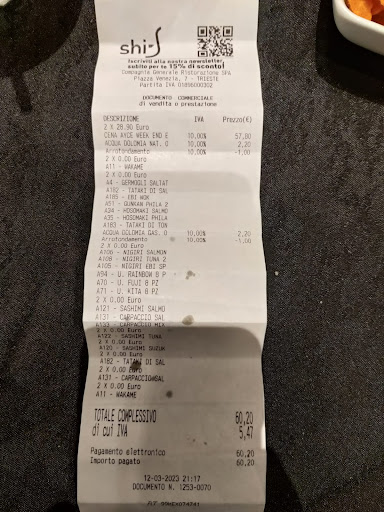 shi-s
Iscriviti alla nostra newsletter,
subito per te 15% di sconto!
Compagnia Generale Ristorazione SRL
Piazza Venezia, 7 - TRIESTE
Partita IVA
DOCUMENTO COMMERCIALE
di vendita o prestazione
DESCRIZIONE IVA Prezzo(€)
2 X 28.90 Euro
CENA AYCE WEEK END E 10,00% 57,80
ACQUA DOLOMIA NAT. 0 10,00% 2,20
Arrotondamento 10.00% -1,00
2 X 0.00 Euro
A11 - WAKAME
2 X 0.00 Euro
A4 - GERMOGLI SALTAT
A182 - TATAKI DI SAL
A185 - EBI WOK
A51 - GUNKAN PHILA 2
A34 - HOSOMAKI SALMO
A35 - HOSOMAKI PHILA
A183 - TATAKI DI TON
ACQUA DOLOMIA GAS. 0 10.00% 2,20
Arrotondamento 10.00% -1,00
2 X 0.00 Euro
A106 - NIGIRI SALMON
A106 - NIGIRI TUNA 2
A105 - NIGIRI EBI SP
A94 - U. RAINBOW 8 P
A70 - U. FUJI 8 PZ
A71 - U. KITA 8 PZ
2 X 0.00 Euro
A121 - SASHIMI SALMO
A131 - CARPACCIO SAL
A133 - CARPACCIO MIX
2 X 0.00 Euro
A122 - SASHIMI TUNA
2 X 0.00 Euro
A120 - SASHIMI SUZUK
2 X 0.00 Euro
A182 - TATAKI DI SAL
2 X 0.00 Euro
A131 - CARPACCIO SAL
2 X 0.00 Euro
A11 - WAKAME
TOTALE COMPLESSIVO 60,20
di cui IVA 5,47
Pagamento elettronico 60,20
Importo pagato 60,20
12-03-2023 21:17
DOCUMENTO N. 1253-0070